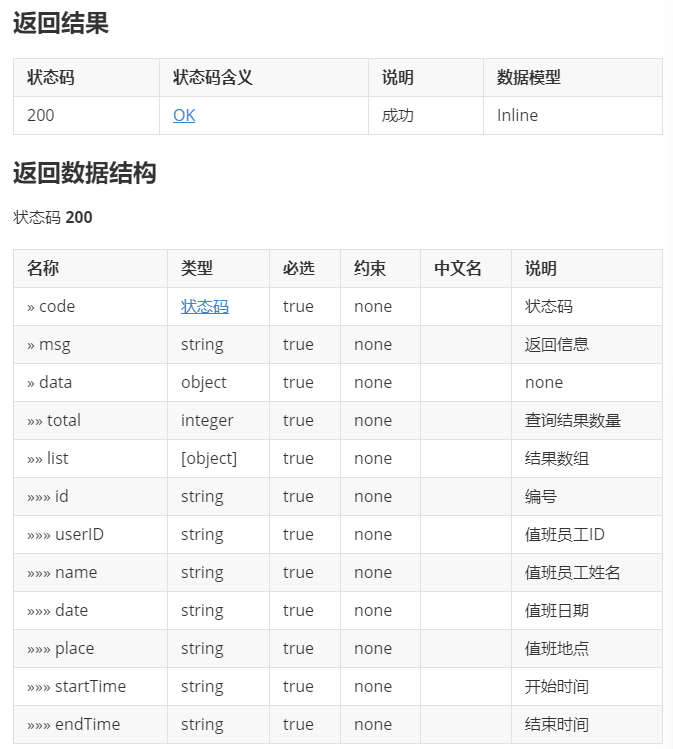 返回结果
状态码 状态码含义 说明 数据模型
200 OK 成功 Inline
返回数据结构
状态码 200
名称 类型 必选 约束 中文名 说明
» code 状态码 true none 状态码
» msg string true none 返回信息
» data object true none none
»» total integer true none 查询结果数量
»» list [object] true none 结果数组
»»» id string true none 编号
»»» userID string true none 值班员工ID
»»» name string true none 值班员工姓名
»»» date string true none 值班日期
»»» place string true none 值班地点
»»» startTime string true none 开始时间
»»» endTime string true none 结束时间